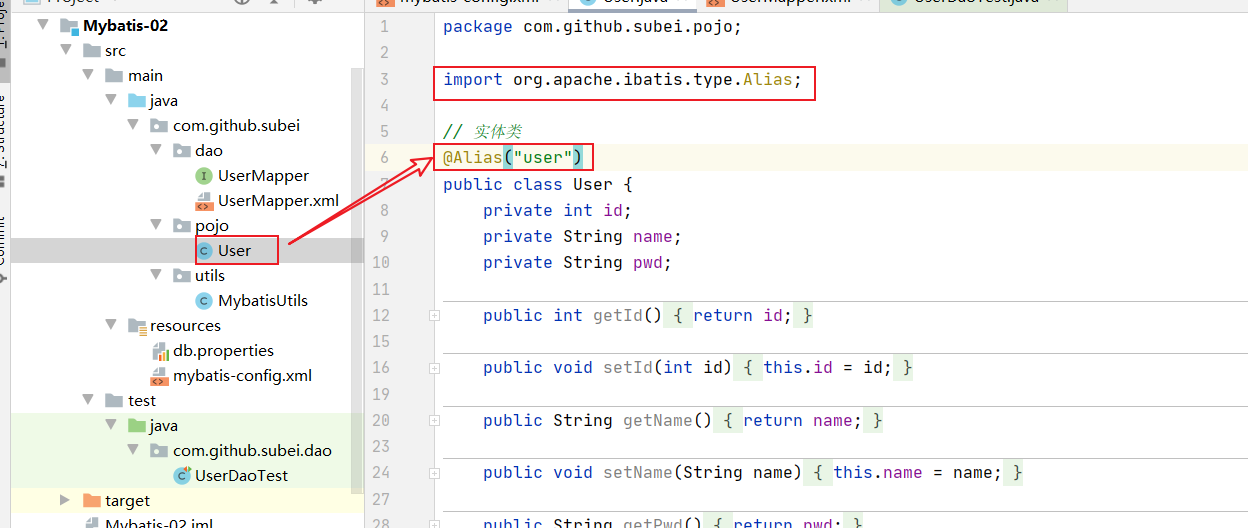 Project
Mybatis-02
src
main
java
com.github.subei
dao
UserMapper
UserMapper.xml
pojo
User
utils
MybatisUtils
resources
db.properties
mybatis-config.xml
test
java
com.github.subei.dao
UserDaoTest
target
Mybatis-02.iml
mybatis-config.xml
User.java
UserMapper.xml
UserDaoTest.java
1 package com.github.subei.pojo;
2
3 import org.apache.ibatis.type.Alias;
4
5 // 实体类
6 @Alias("user")
7 public class User {
8 private int id;
9 private String name;
10 private String pwd;
11
12 public int getId() { return id; }
15
16 public void setId(int id) { this.id = id; }
19
20 public String getName() { return name; }
23
24 public void setName(String name) { this.name = name; }
27
28 public String getPwd() { return pwd; }